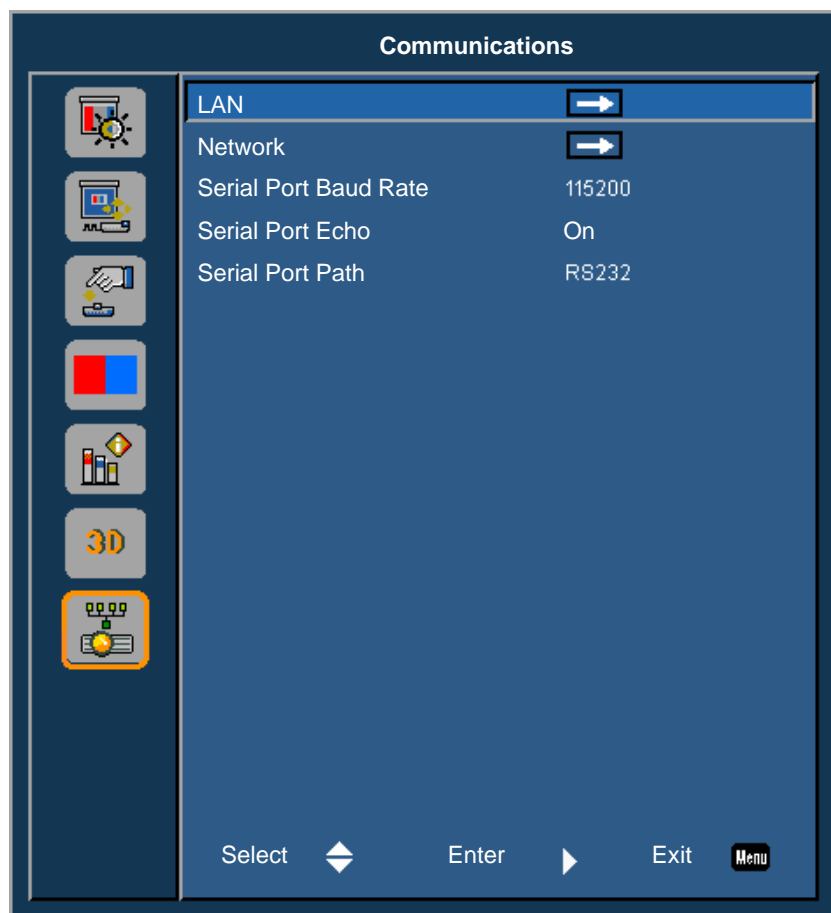 Communications
LAN
Network
Serial Port Baud Rate 115200
Serial Port Echo On
Serial Port Path RS232
3D
Select Enter Exit Menu